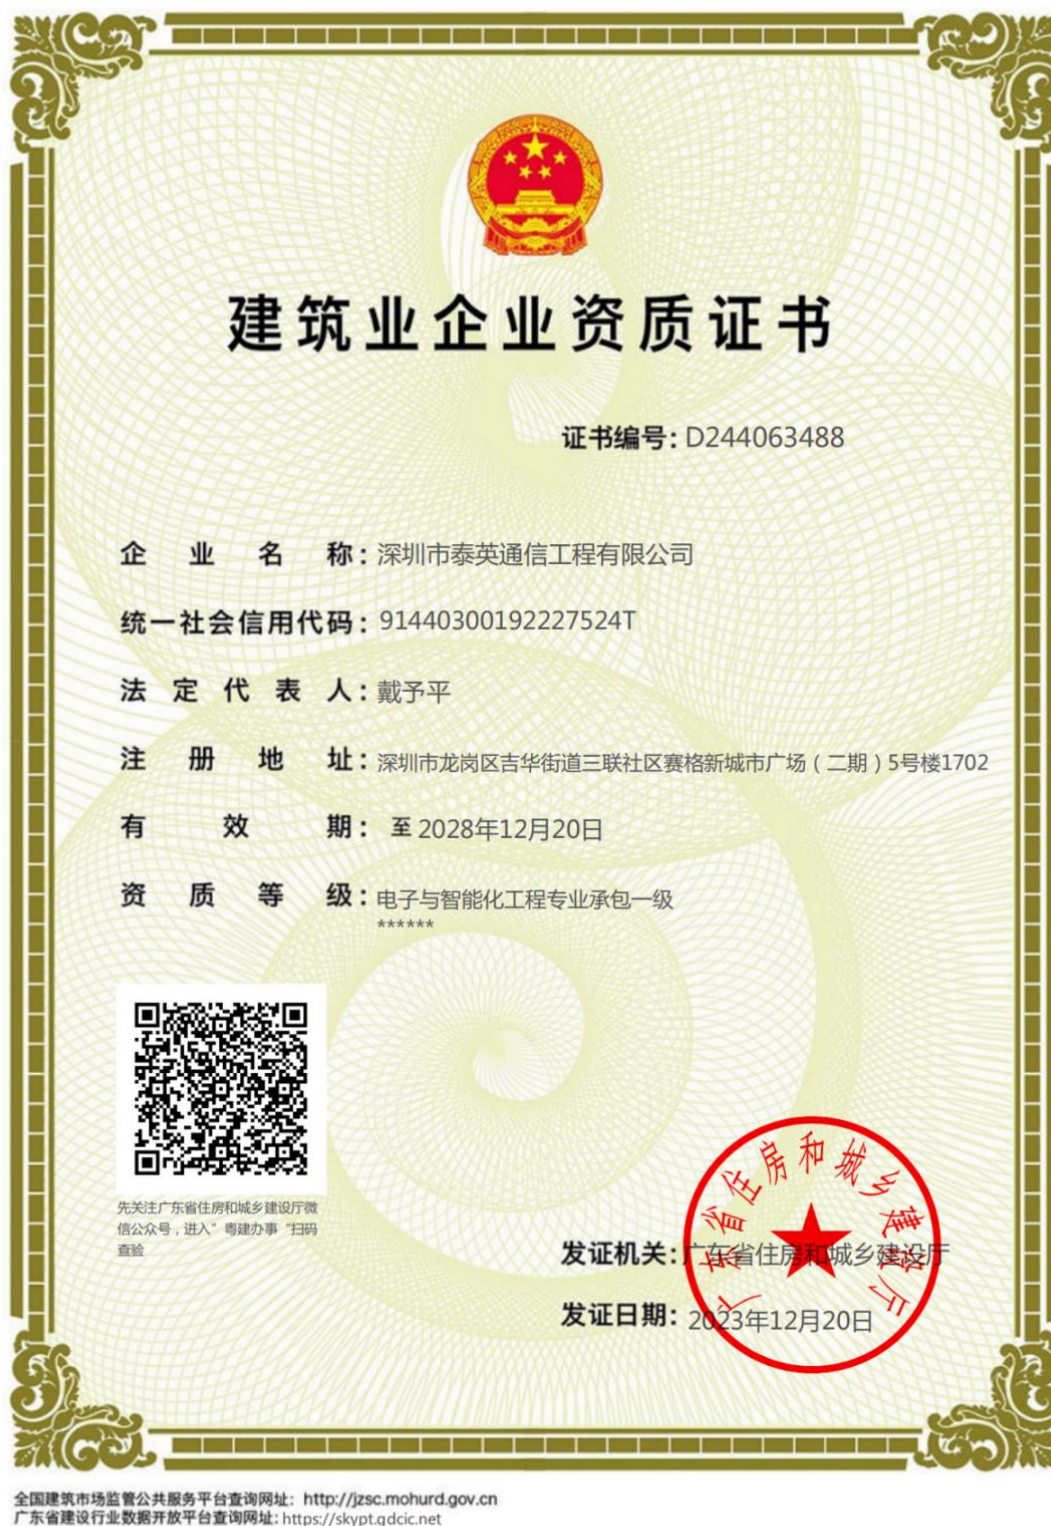 建筑业企业资质证书
证书编号: D244063488
企业名称: 深圳市泰英通信工程有限公司
统一社会信用代码: 91440300192227524T
法定代表人: 戴予平
注册地址: 深圳市龙岗区吉华街道三联社区赛格新城市广场(二期)5号楼1702
有效期: 至 2028年12月20日
资质等级: 电子与智能化工程专业承包一级
******
先关注广东省住房和城乡建设厅微
信公众号，进入”粤建办事“扫码
查验
广东省住房和城乡建设厅
发证机关: 广东省住房和城乡建设厅
发证日期: 2023年12月20日
全国建筑市场监管公共服务平台查询网址: http://jzsc.mohurd.gov.cn
广东省建设行业数据开放平台查询网址: https://skypt.gdcic.net